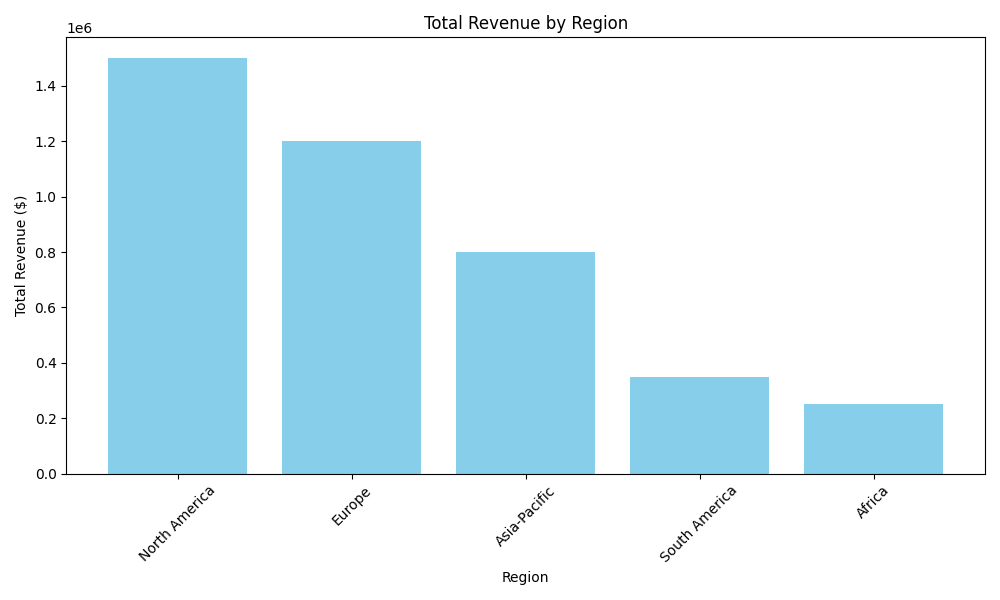 Total Revenue by Region
1e6
1.4
1.2
1.0
0.8
0.6
0.4
0.2
0.0
Total Revenue ($)
North America
Europe
Asia-Pacific
South America
Africa
Region